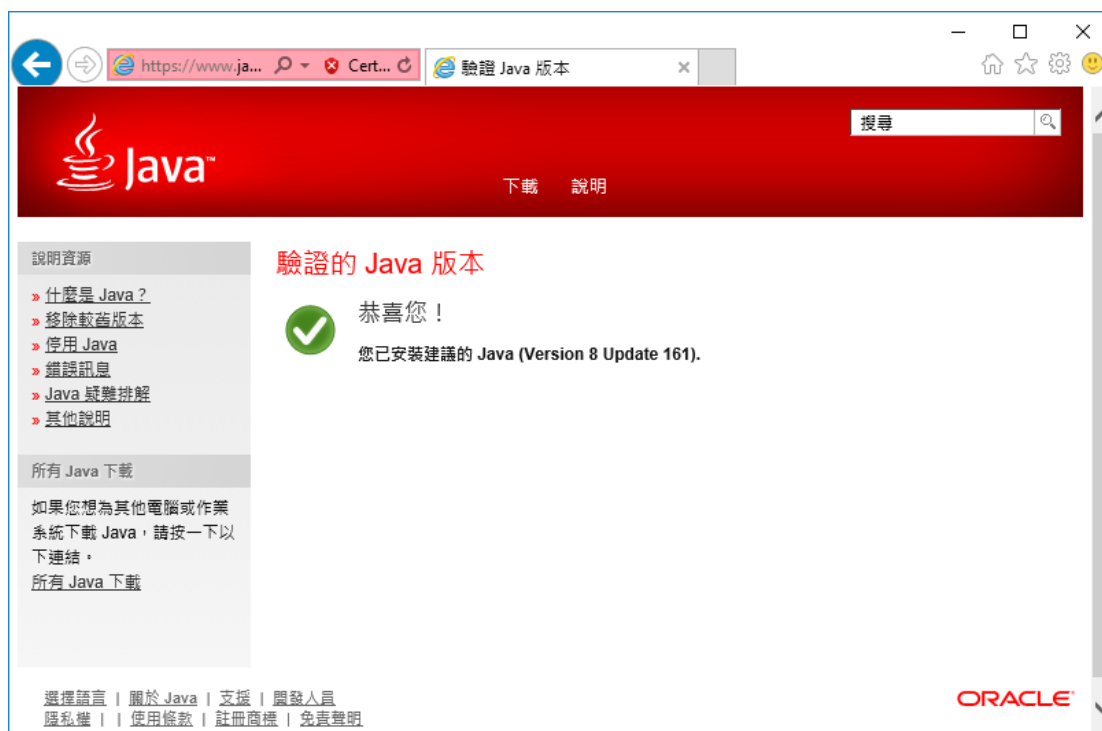 https://www.ja... Cert... 驗證 Java 版本
搜尋
Java™
下載 說明
說明資源
» 什麼是 Java？
» 移除較舊版本
» 停用 Java
» 錯誤訊息
» Java 疑難排解
» 其他說明
所有 Java 下載
如果您想為其他電腦或作業
系統下載 Java，請按一下以
下連結。
所有 Java 下載
驗證的 Java 版本
恭喜您！
您已安裝建議的 Java (Version 8 Update 161).
選擇語言 | 關於 Java | 支援 | 開發人員
隱私權 | | 使用條款 | 註冊商標 | 免責聲明
ORACLE